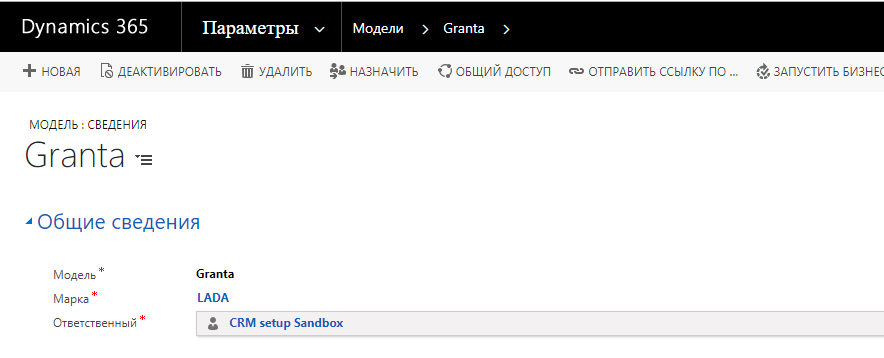 Dynamics 365 Параметры Модели Granta
НОВАЯ ДЕАКТИВИРОВАТЬ УДАЛИТЬ НАЗНАЧИТЬ ОБЩИЙ ДОСТУП ОТПРАВИТЬ ССЫЛКУ ПО ... ЗАПУСТИТЬ БИЗНЕС
МОДЕЛЬ : СВЕДЕНИЯ
Granta
Общие сведения
Модель * Granta
Марка * LADA
Ответственный * CRM setup Sandbox